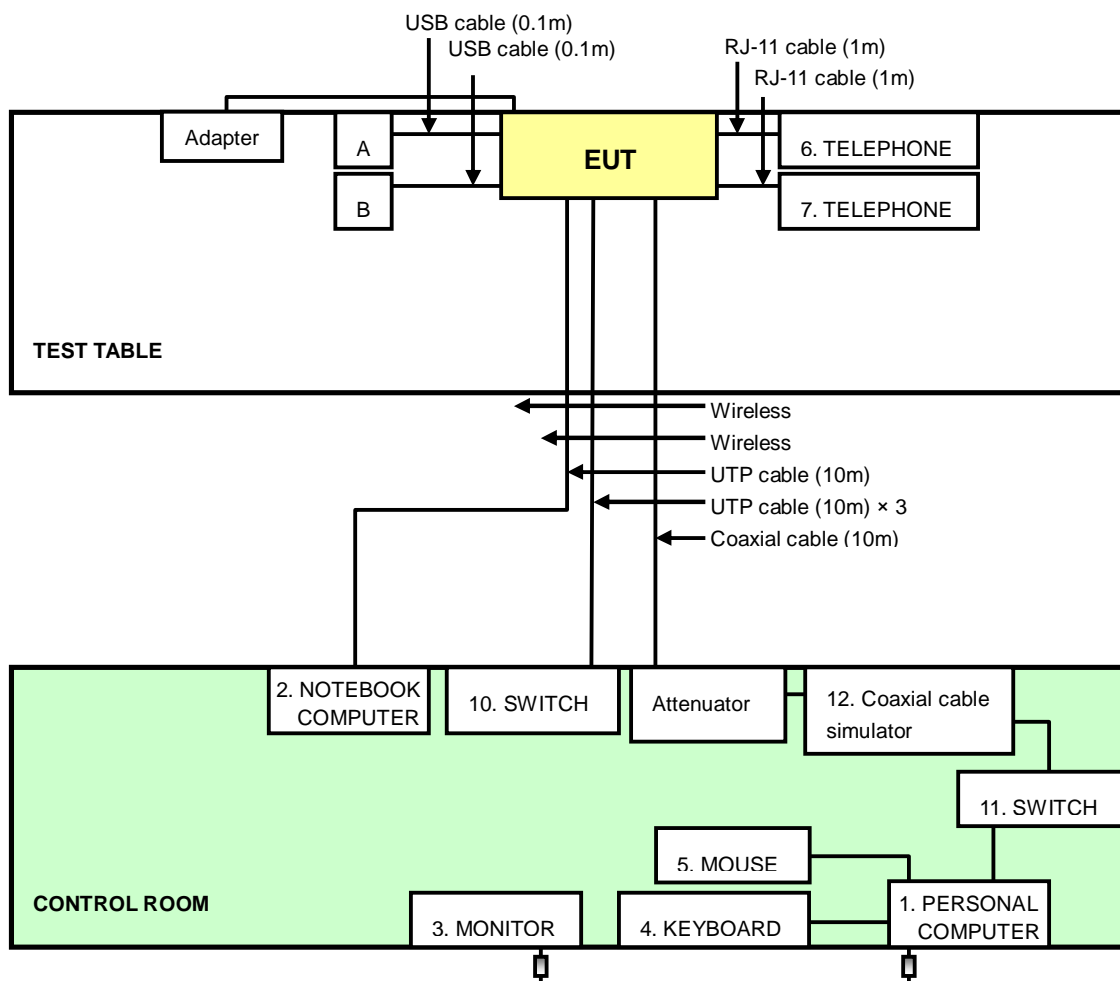 USB cable (0.1m)
USB cable (0.1m)
RJ-11 cable (1m)
RJ-11 cable (1m)
Adapter
A
EUT
6. TELEPHONE
B
7. TELEPHONE
TEST TABLE
Wireless
Wireless
UTP cable (10m)
UTP cable (10m) × 3
Coaxial cable (10m)
2. NOTEBOOK
COMPUTER
10. SWITCH
Attenuator
12. Coaxial cable
simulator
11. SWITCH
5. MOUSE
CONTROL ROOM
3. MONITOR
4. KEYBOARD
1. PERSONAL
COMPUTER